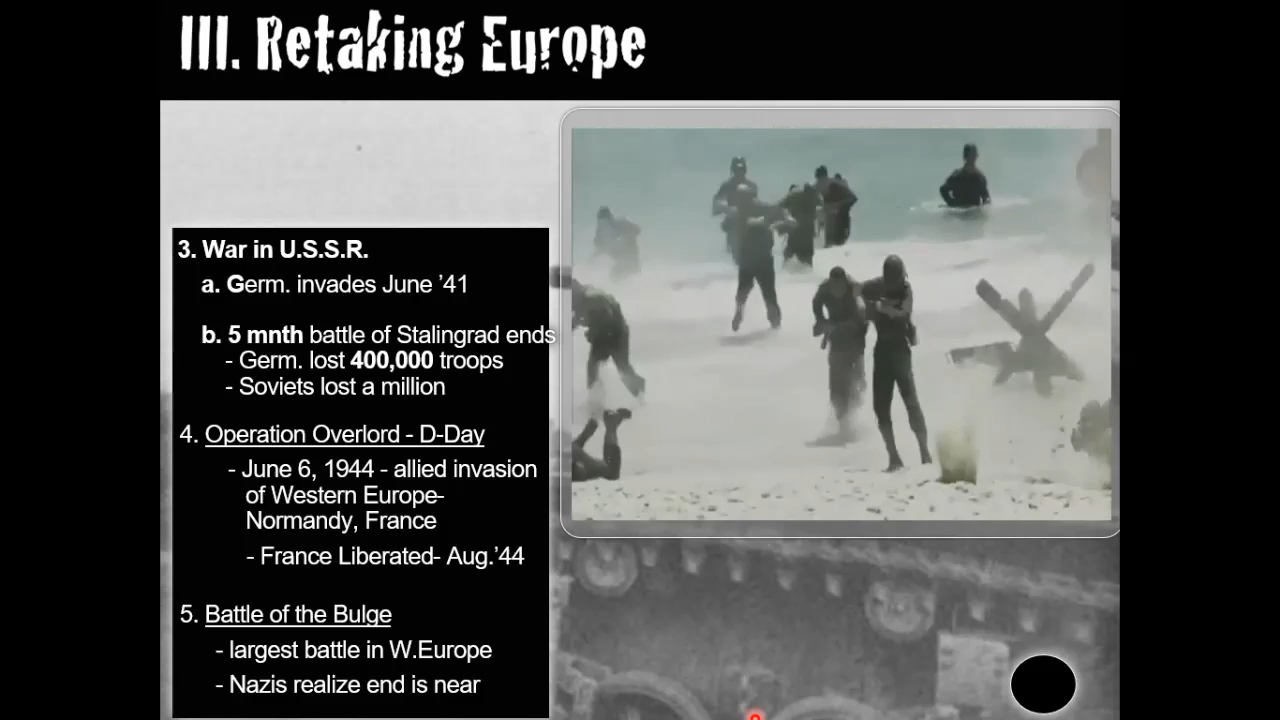 III. Retaking Europe
3. War in U.S.S.R.
a. Germ. invades June ’41
b. 5 mnth battle of Stalingrad ends
- Germ. lost 400,000 troops
- Soviets lost a million
4. Operation Overlord - D-Day
- June 6, 1944 - allied invasion
of Western Europe-
Normandy, France
- France Liberated- Aug.’44
5. Battle of the Bulge
- largest battle in W.Europe
- Nazis realize end is near